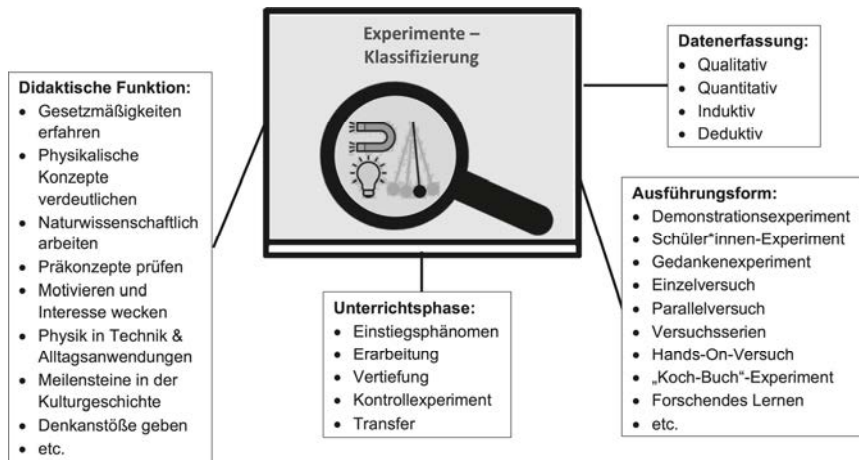 Experimente –
Klassifizierung
Didaktische Funktion:
• Gesetzmäßigkeiten
erfahren
• Physikalische
Konzepte
verdeutlichen
• Naturwissenschaftlich
arbeiten
• Präkonzepte prüfen
• Motivieren und
Interesse wecken
• Physik in Technik &
Alltagsanwendungen
• Meilensteine in der
Kulturgeschichte
• Denkanstöße geben
• etc.
Unterrichtsphase:
• Einstiegsphänomen
• Erarbeitung
• Vertiefung
• Kontrollexperiment
• Transfer
Datenerfassung:
• Qualitativ
• Quantitativ
• Induktiv
• Deduktiv
Ausführungsform:
• Demonstrationsexperiment
• Schüler*innen-Experiment
• Gedankenexperiment
• Einzelversuch
• Parallelversuch
• Versuchsserien
• Hands-On-Versuch
• „Koch-Buch“-Experiment
• Forschendes Lernen
• etc.